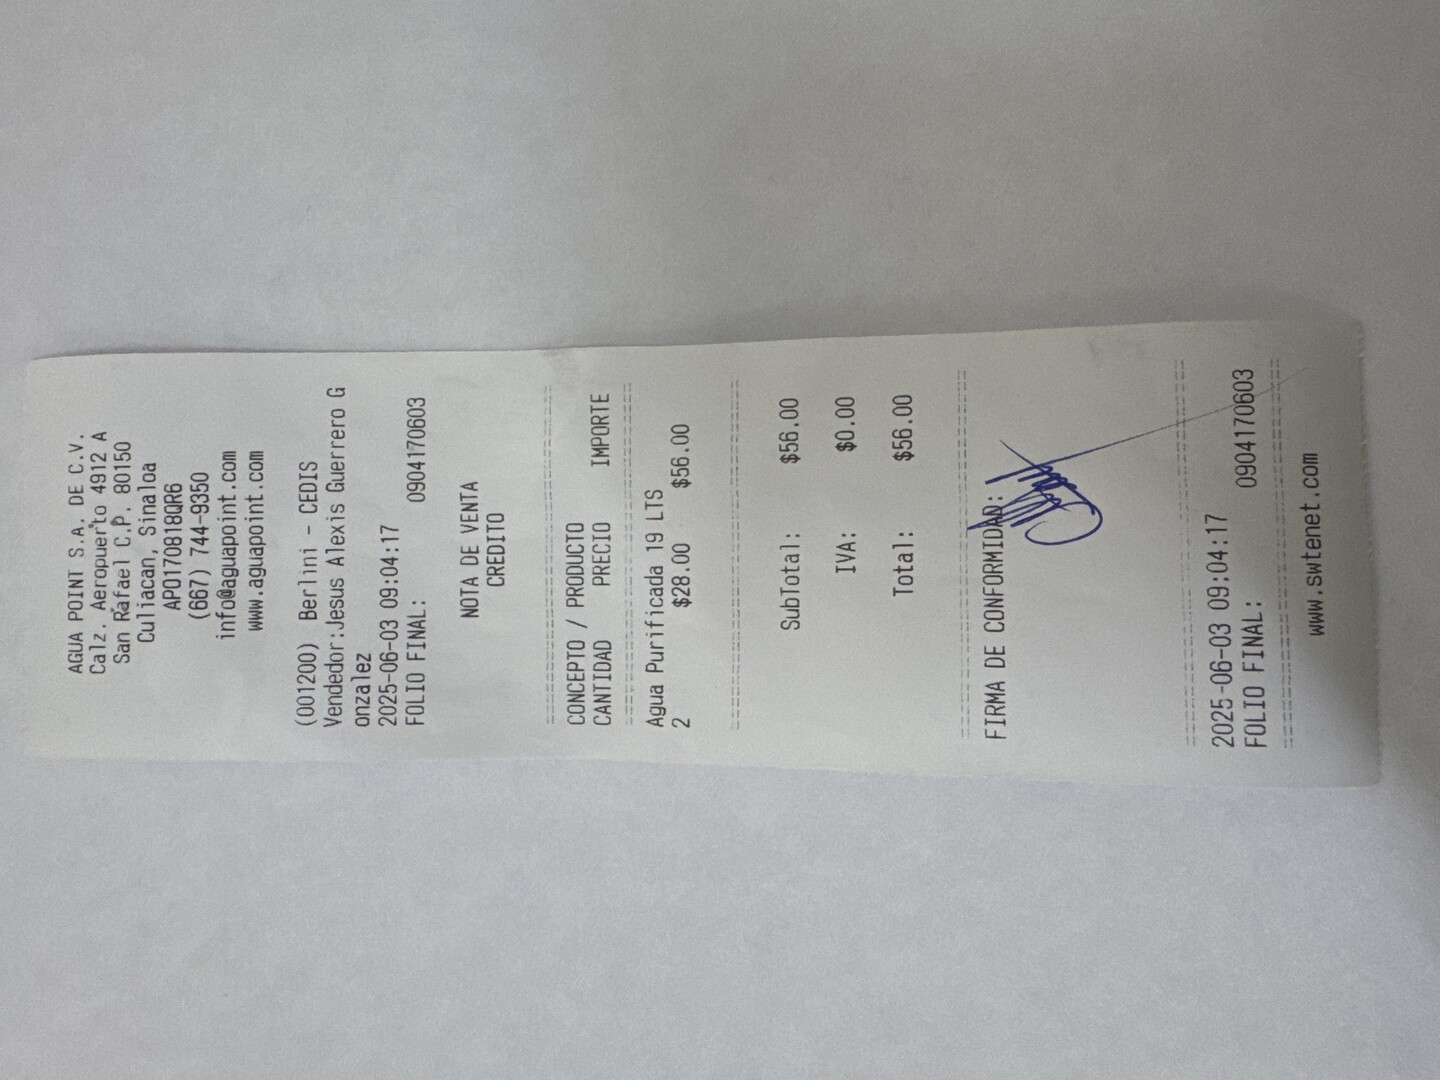 AGUA POINT S.A. DE C.V.
Calz. Aeropuerto 4912 A
San Rafael C.P. 80150
Culiacan, Sinaloa
APO170818QR6
(667) 744-9350
info@aguapoint.com
www.aguapoint.com
(001200) Berlini - CEDIS
Vendedor:Jesus Alexis Guerrero G
onzalez
2025-06-03 09:04:17
FOLIO FINAL: 0904170603
NOTA DE VENTA
CREDITO
CONCEPTO / PRODUCTO
CANTIDAD PRECIO IMPORTE
Agua Purificada 19 LTS
2 $28.00 $56.00
SubTotal: $56.00
IVA: $0.00
Total: $56.00
FIRMA DE CONFORMIDAD:
2025-06-03 09:04:17
FOLIO FINAL: 0904170603
www.swtenet.com